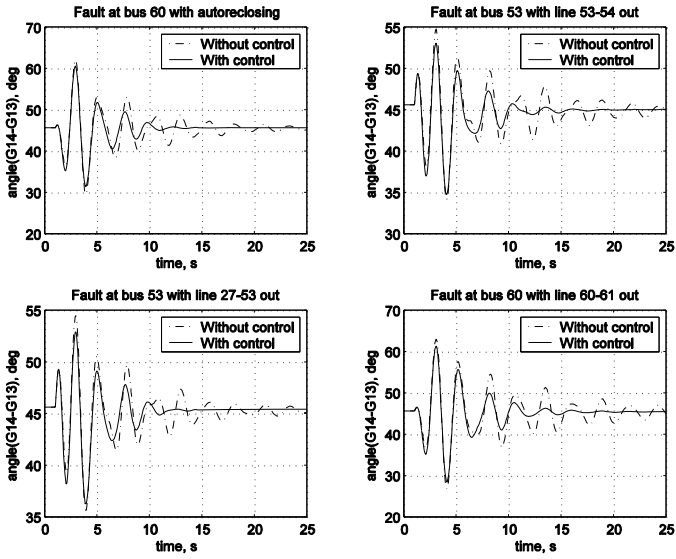 Fault at bus 60 with autoreclosing
angle(G14-G13), deg
70
60
50
40
30
20
Without control
With control
0 5 10 15 20 25
time, s
Fault at bus 53 with line 53-54 out
angle(G14-G13), deg
55
50
45
40
35
30
Without control
With control
0 5 10 15 20 25
time, s
Fault at bus 53 with line 27-53 out
angle(G14-G13), deg
55
50
45
40
35
Without control
With control
0 5 10 15 20 25
time, s
Fault at bus 60 with line 60-61 out
angle(G14-G13), deg
70
60
50
40
30
20
Without control
With control
0 5 10 15 20 25
time, s